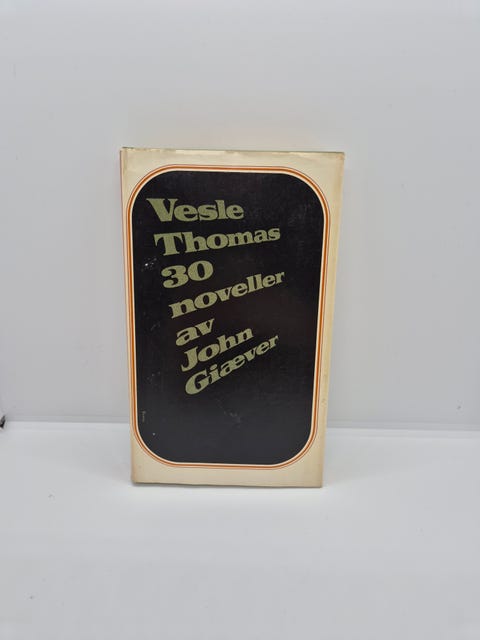 Vesle
Thomas
30
noveller
av
John
Giæver